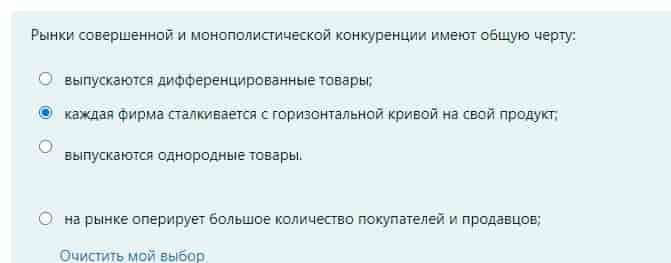 Рынки совершенной и монополистической конкуренции имеют общую черту:
выпускаются дифференцированные товары;
каждая фирма сталкивается с горизонтальной кривой на свой продукт;
выпускаются однородные товары.
на рынке оперирует большое количество покупателей и продавцов;
Очистить мой выбор